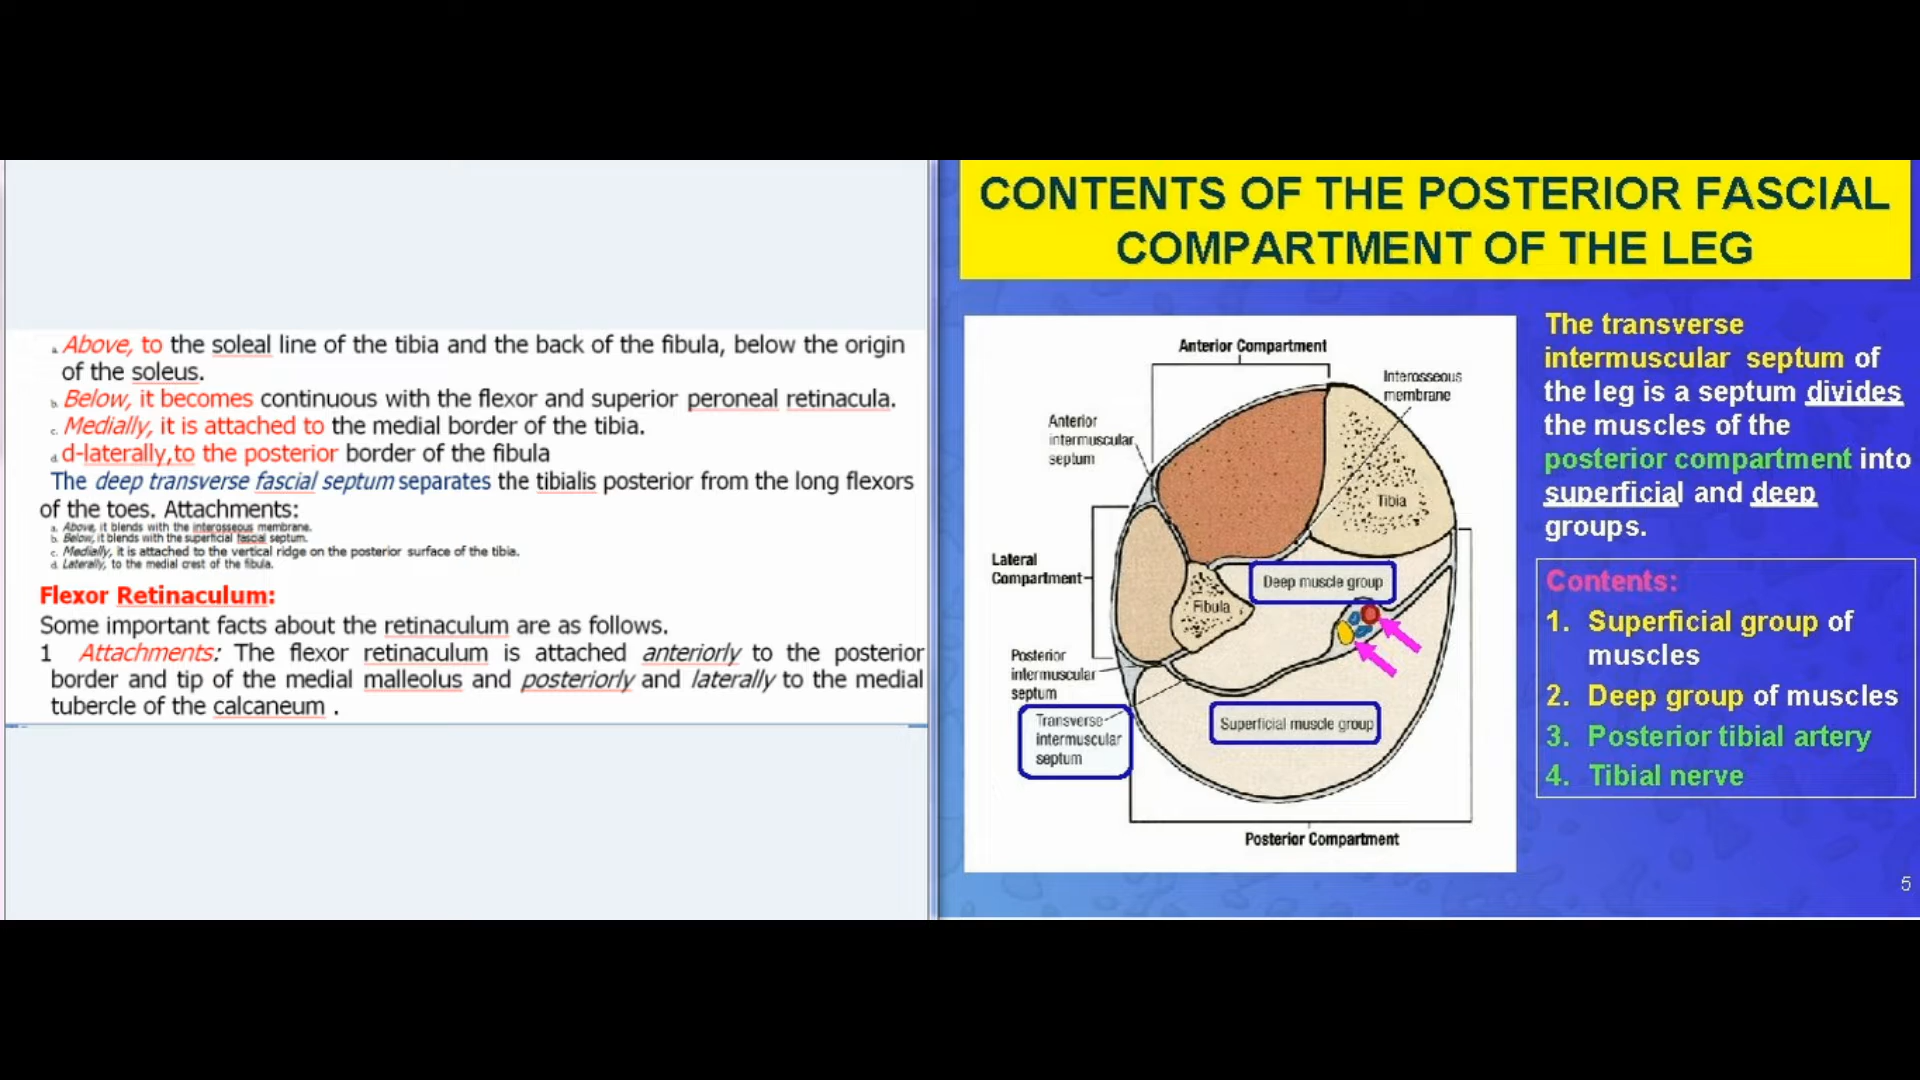 a. Above, to the soleal line of the tibia and the back of the fibula, below the origin
of the soleus.
b. Below, it becomes continuous with the flexor and superior peroneal retinacula.
c. Medially, it is attached to the medial border of the tibia.
d d-laterally,to the posterior border of the fibula
The deep transverse fascial septum separates the tibialis posterior from the long flexors
of the toes. Attachments:
a. Above, it blends with the interosseous membrane.
b. Below, it blends with the superficial fascial septum.
c. Medially, it is attached to the vertical ridge on the posterior surface of the tibia.
d. Laterally, to the medial crest of the fibula.
Flexor Retinaculum:
Some important facts about the retinaculum are as follows.
1 Attachments: The flexor retinaculum is attached anteriorly to the posterior
border and tip of the medial malleolus and posteriorly and laterally to the medial
tubercle of the calcaneum .
CONTENTS OF THE POSTERIOR FASCIAL
COMPARTMENT OF THE LEG
Anterior Compartment
Interosseous
membrane
Anterior
intermuscular
septum
Tibia
Lateral
Compartment
Deep muscle group
Fibula
Posterior
intermuscular
septum
Transverse
intermuscular
septum
Superficial muscle group
Posterior Compartment
The transverse
intermuscular septum of
the leg is a septum divides
the muscles of the
posterior compartment into
superficial and deep
groups.
Contents:
1. Superficial group of
muscles
2. Deep group of muscles
3. Posterior tibial artery
4. Tibial nerve
5